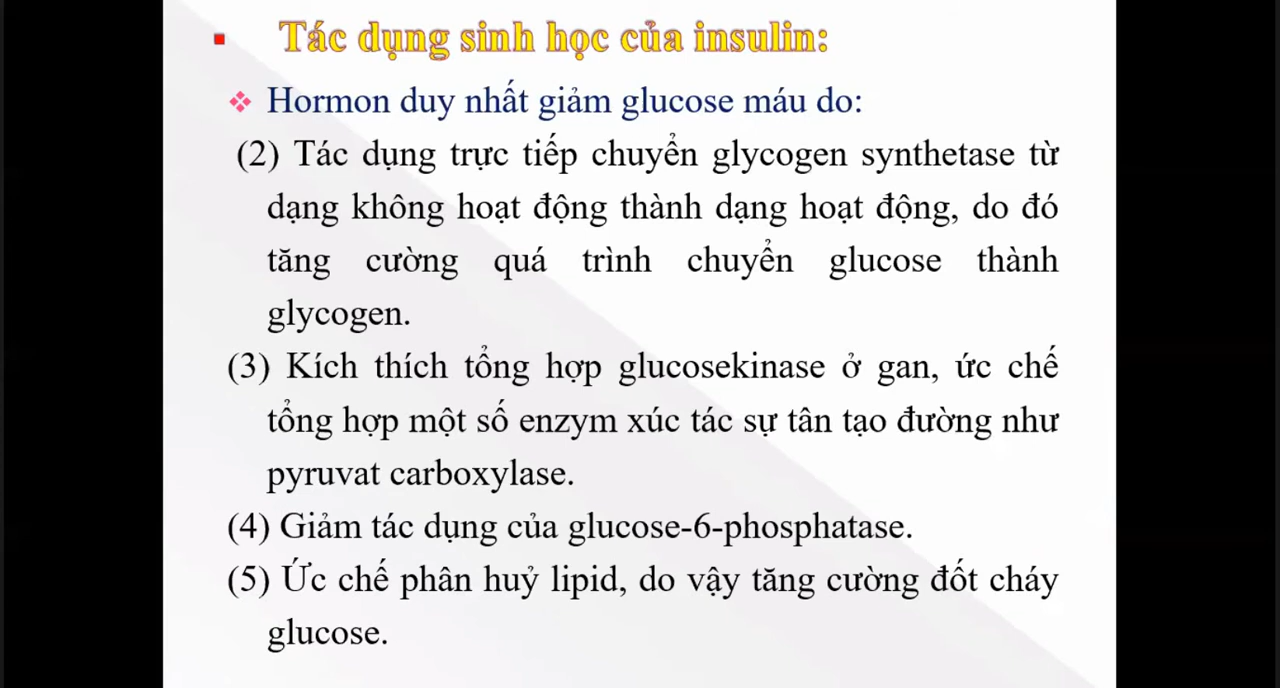 Tác dụng sinh học của insulin:
Hormon duy nhất giảm glucose máu do:
(2) Tác dụng trực tiếp chuyển glycogen synthetase từ
dạng không hoạt động thành dạng hoạt động, do đó
tăng cường quá trình chuyển glucose thành
glycogen.
(3) Kích thích tổng hợp glucosekinase ở gan, ức chế
tổng hợp một số enzym xúc tác sự tân tạo đường như
pyruvat carboxylase.
(4) Giảm tác dụng của glucose-6-phosphatase.
(5) Ức chế phân huỷ lipid, do vậy tăng cường đốt cháy
glucose.